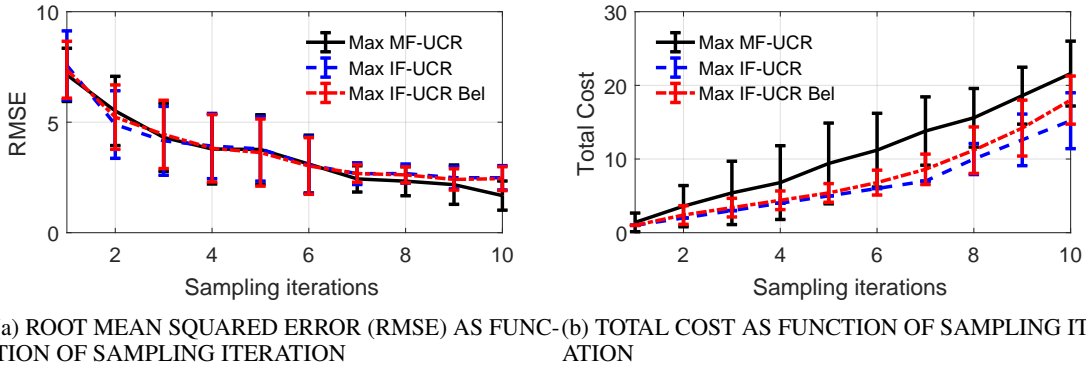 10
5
0
RMSE
Max MF-UCR
Max IF-UCR
Max IF-UCR Bel
2 4 6 8 10
Sampling iterations
30
20
10
0
Total Cost
Max MF-UCR
Max IF-UCR
Max IF-UCR Bel
2 4 6 8 10
Sampling iterations
a) ROOT MEAN SQUARED ERROR (RMSE) AS FUNC-
TION OF SAMPLING ITERATION
(b) TOTAL COST AS FUNCTION OF SAMPLING IT
ATION